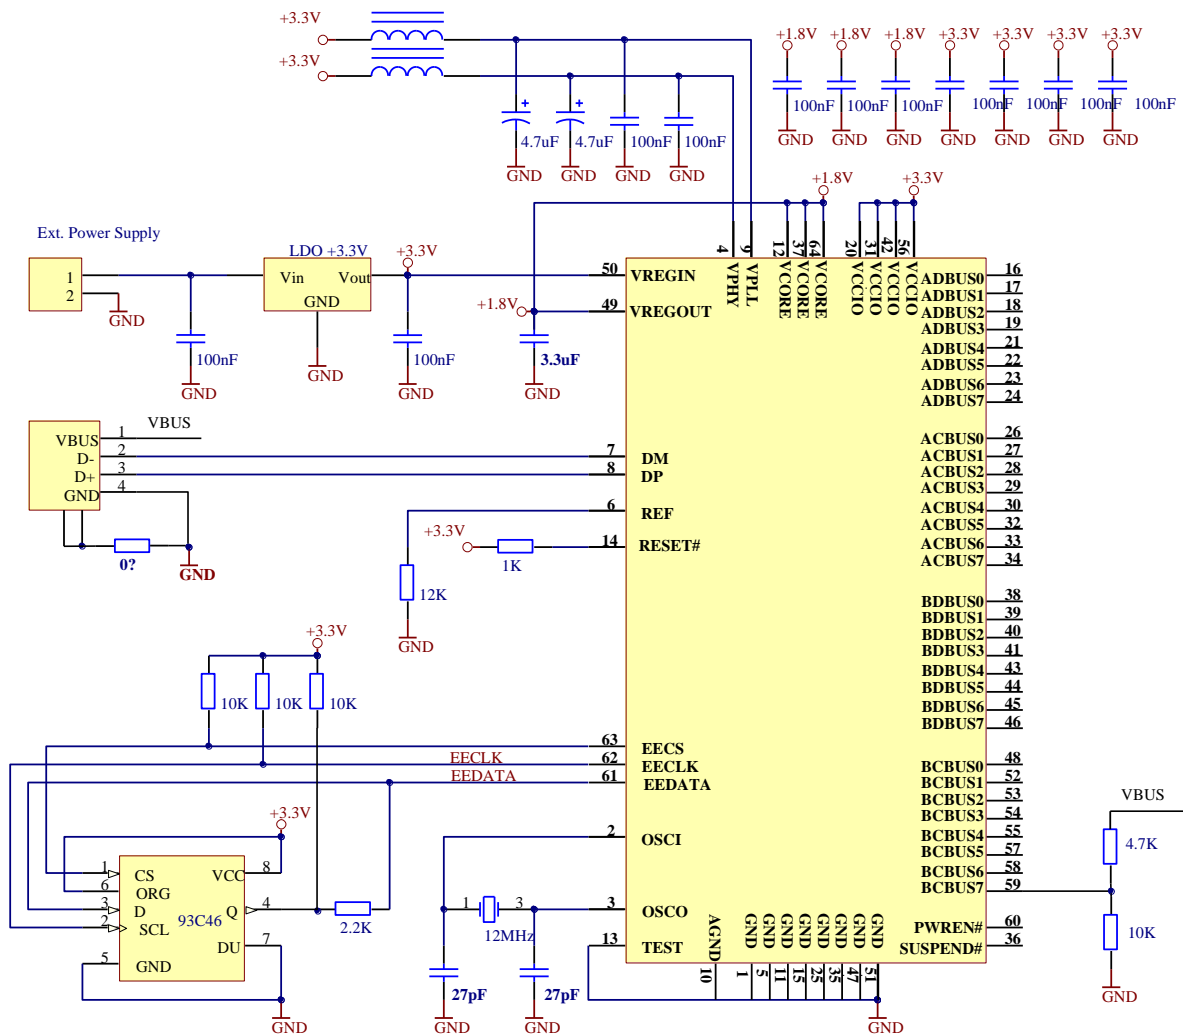 +3.3V
+3.3V
4.7uF 4.7uF 100nF 100nF
GND GND GND GND
+1.8V +1.8V +1.8V +3.3V +3.3V +3.3V +3.3V
100nF 100nF 100nF 100nF 100nF 100nF 100nF
GND GND GND GND GND GND GND
+1.8V +3.3V
4 9 12 37 64 20 31 42 56
VPHY VPLL VCORE VCORE VCORE VCCIO VCCIO VCCIO VCCIO
Ext. Power Supply
1
2
GND
100nF
GND
LDO +3.3V
Vin Vout
GND
GND
+3.3V
100nF
GND
50 VREGIN
+1.8V
49 VREGOUT
3.3uF
GND
VBUS 1 VBUS
D- 2
D+ 3
GND 4
0?
GND
7 DM
8 DP
6 REF
12K
GND
+3.3V
1K
14 RESET#
+3.3V
10K 10K 10K
63 EECS
EECLK 62 EECLK
EEDATA 61 EEDATA
+3.3V
1 CS VCC 8
6 ORG
3 D Q 4
2 SCL 93C46
DU 7
5 GND
2.2K
GND
2 OSCI
1 3
12MHz
3 OSCO
13 TEST
27pF 27pF
GND GND
AGND GND GND GND GND GND GND GND GND
10 1 5 11 15 25 35 47 51
GND
ADBUS0 16
ADBUS1 17
ADBUS2 18
ADBUS3 19
ADBUS4 21
ADBUS5 22
ADBUS6 23
ADBUS7 24
ACBUS0 26
ACBUS1 27
ACBUS2 28
ACBUS3 29
ACBUS4 30
ACBUS5 32
ACBUS6 33
ACBUS7 34
BDBUS0 38
BDBUS1 39
BDBUS2 40
BDBUS3 41
BDBUS4 43
BDBUS5 44
BDBUS6 45
BDBUS7 46
BCBUS0 48
BCBUS1 52
BCBUS2 53
BCBUS3 54
BCBUS4 55
BCBUS5 57
BCBUS6 58
BCBUS7 59
PWREN# 60
SUSPEND# 36
VBUS
4.7K
10K
GND